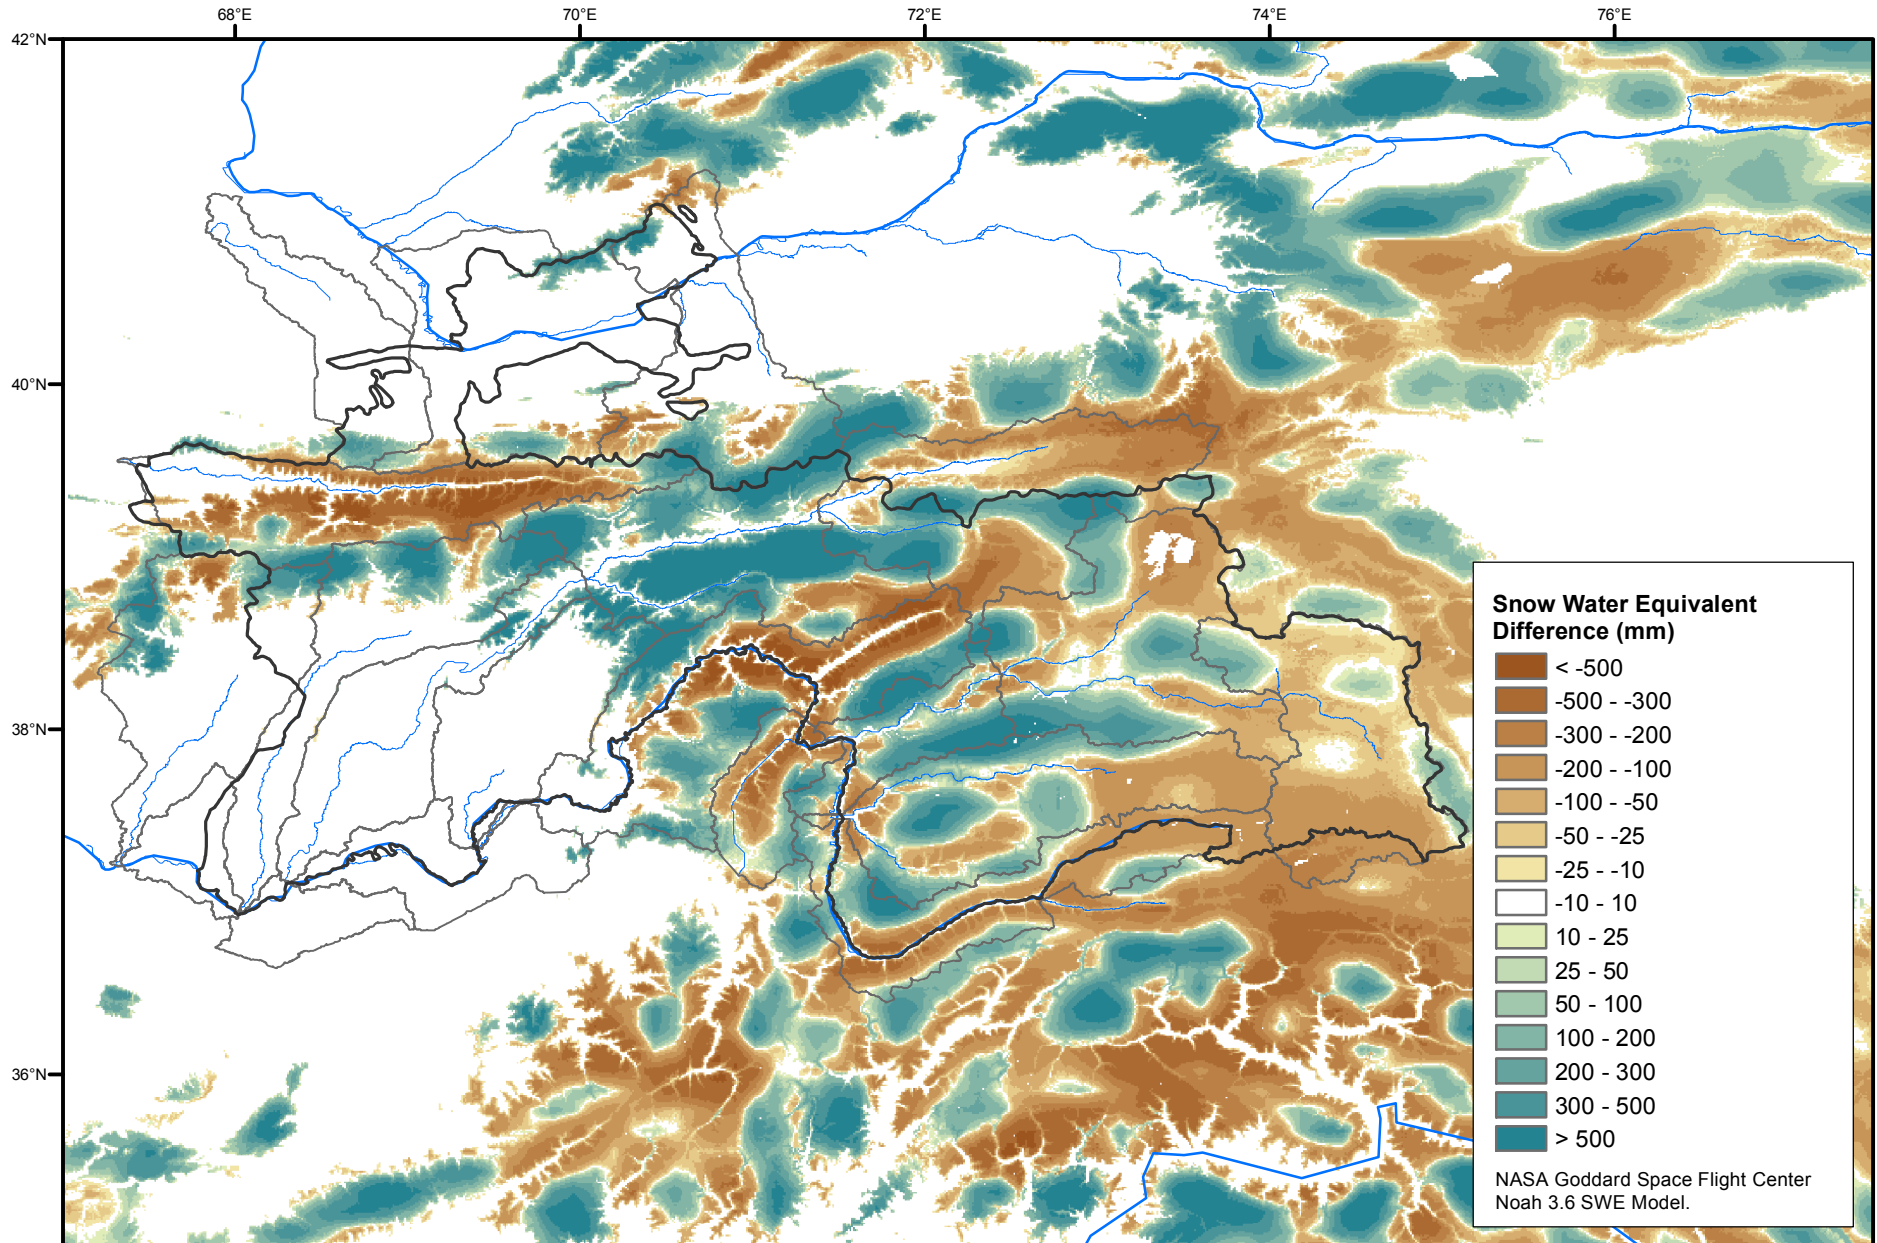 68°E
70°E
72°E
74°E
76°E
42°N
40°N
38°N
36°N
Snow Water Equivalent
Difference (mm)
< -500
-500 - -300
-300 - -200
-200 - -100
-100 - -50
-50 - -25
-25 - -10
-10 - 10
10 - 25
25 - 50
50 - 100
100 - 200
200 - 300
300 - 500
> 500
NASA Goddard Space Flight Center
Noah 3.6 SWE Model.